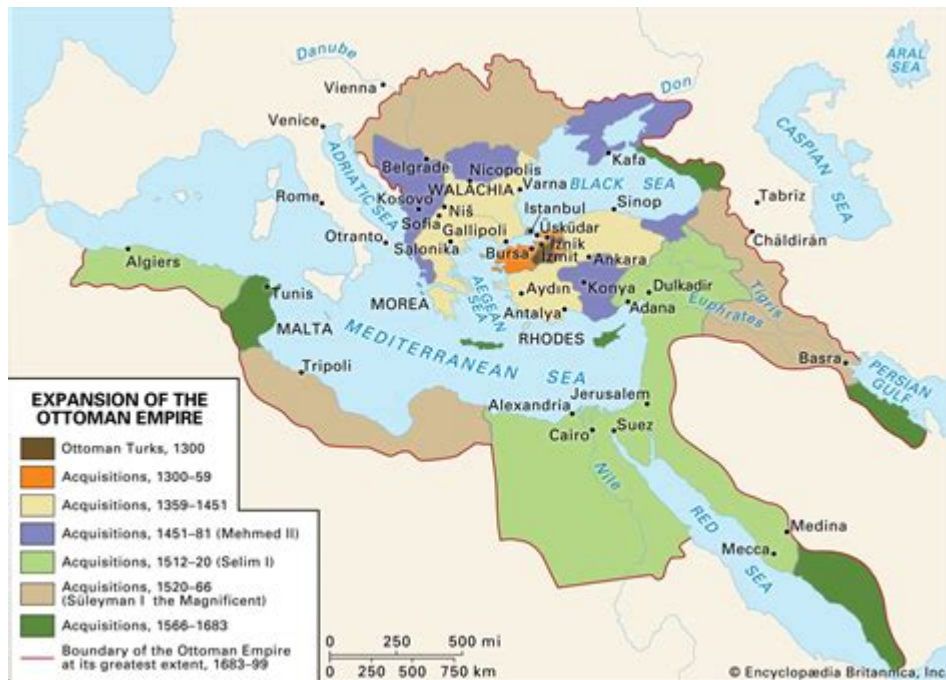 Danube
Vienna
Don
ARAL
SEA
Venice
CASPIAN SEA
ADRIATIC SEA
Belgrade
Nicopolis
WALACHIA
Varna
Kafa
BLACK SEA
Rome
Kosovo
Niš
Sofia
Istanbul
Sinop
Tabrīz
Otranto
Gallipoli
Üsküdar
Salonika
Bursa
İznik
İzmit
Ankara
Chāldirān
Algiers
Tunis
MOREA
AEGEAN
SEA
Aydın
Konya
Dulkadir
Antalya
Adana
Euphrates
Tigris
MALTA
MEDITERRANEAN SEA
RHODES
Basra
PERSIAN
GULF
Tripoli
Jerusalem
Alexandria
Cairo
Suez
Nile
RED
SEA
Medina
Mecca
EXPANSION OF THE
OTTOMAN EMPIRE
Ottoman Turks, 1300
Acquisitions, 1300–59
Acquisitions, 1359–1451
Acquisitions, 1451–81 (Mehmed II)
Acquisitions, 1512–20 (Selim I)
Acquisitions, 1520–66
(Süleyman I the Magnificent)
Acquisitions, 1566–1683
Boundary of the Ottoman Empire
at its greatest extent, 1683–99
0 250 500 mi
0 250 500 750 km
© Encyclopædia Britannica, Inc